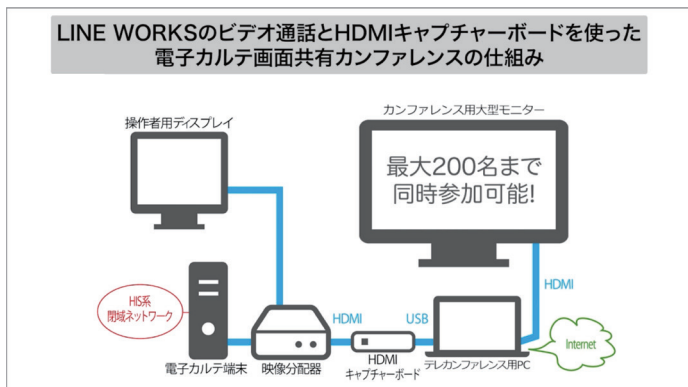 LINE WORKSのビデオ通話とHDMIキャプチャーボードを使った
電子カルテ画面共有カンファレンスの仕組み
操作者用ディスプレイ
カンファレンス用大型モニター
最大200名まで
同時参加可能!
HIS系
閉域ネットワーク
HDMI
USB
HDMI
Internet
電子カルテ端末
映像分配器
HDMI
キャプチャーボード
テレカンファレンス用PC